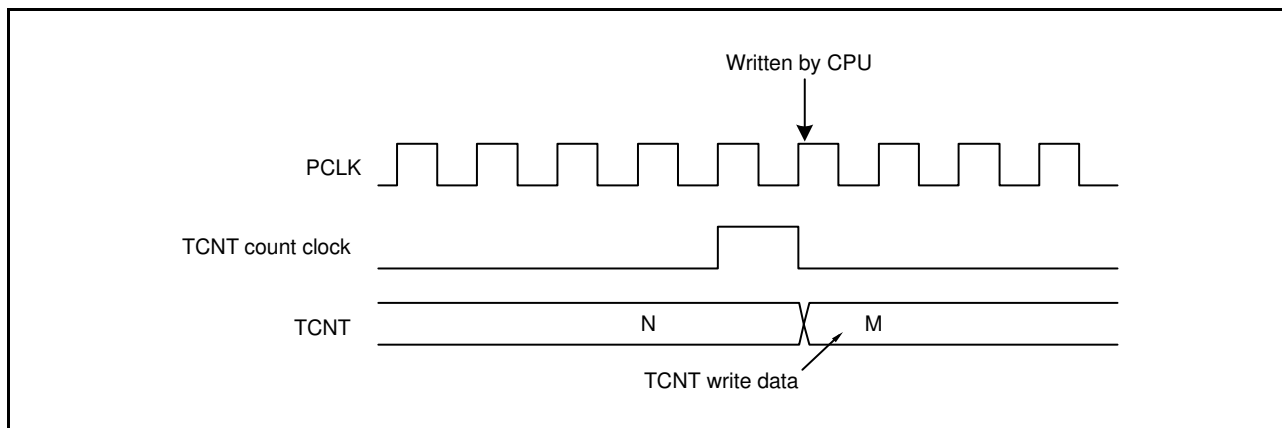 Written by CPU
PCLK
TCNT count clock
TCNT
N
M
TCNT write data